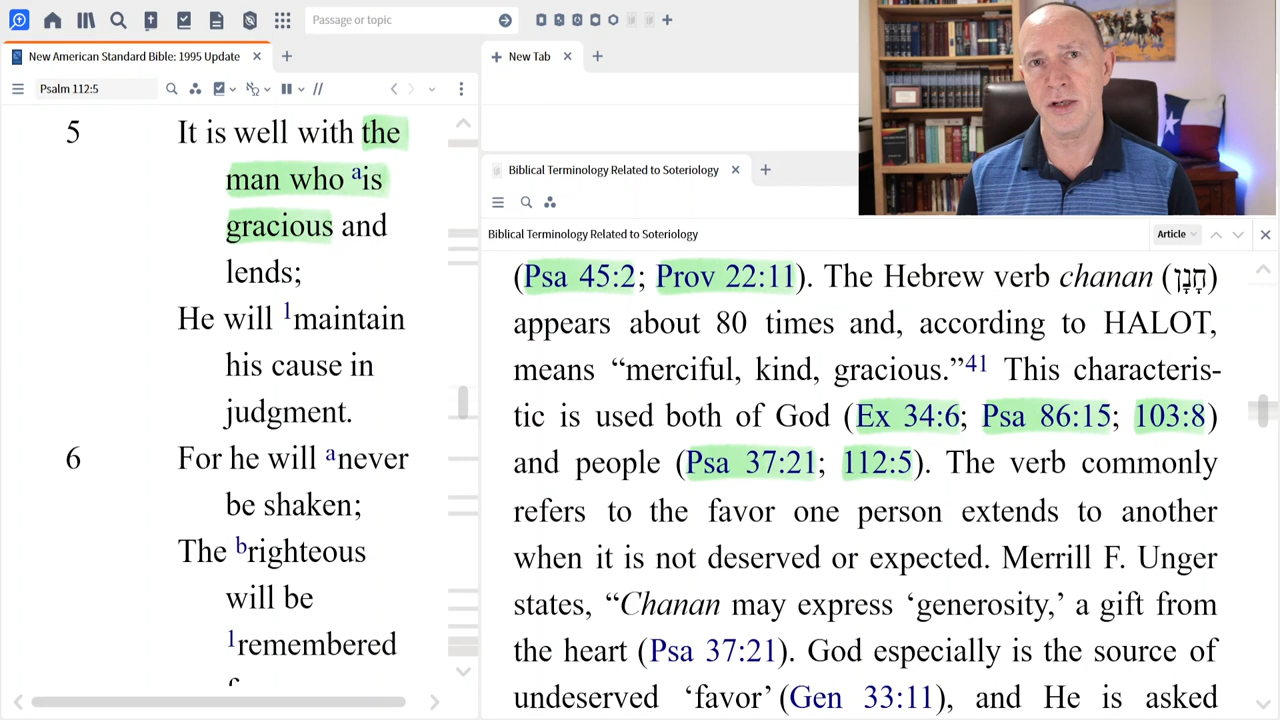 Passage or topic
New American Standard Bible: 1995 Update
Psalm 112:5
5 It is well with the
man who ais
gracious and
lends;
He will 1maintain
his cause in
judgment.
6 For he will anever
be shaken;
The brighteous
will be
1remembered
New Tab
Biblical Terminology Related to Soteriology
Biblical Terminology Related to Soteriology
Article
(Psa 45:2; Prov 22:11). The Hebrew verb chanan (חָנַן)
appears about 80 times and, according to HALOT,
means “merciful, kind, gracious.”41 This characteris-
tic is used both of God (Ex 34:6; Psa 86:15; 103:8)
and people (Psa 37:21; 112:5). The verb commonly
refers to the favor one person extends to another
when it is not deserved or expected. Merrill F. Unger
states, “Chanan may express ‘generosity,’ a gift from
the heart (Psa 37:21). God especially is the source of
undeserved ‘favor’ (Gen 33:11), and He is asked